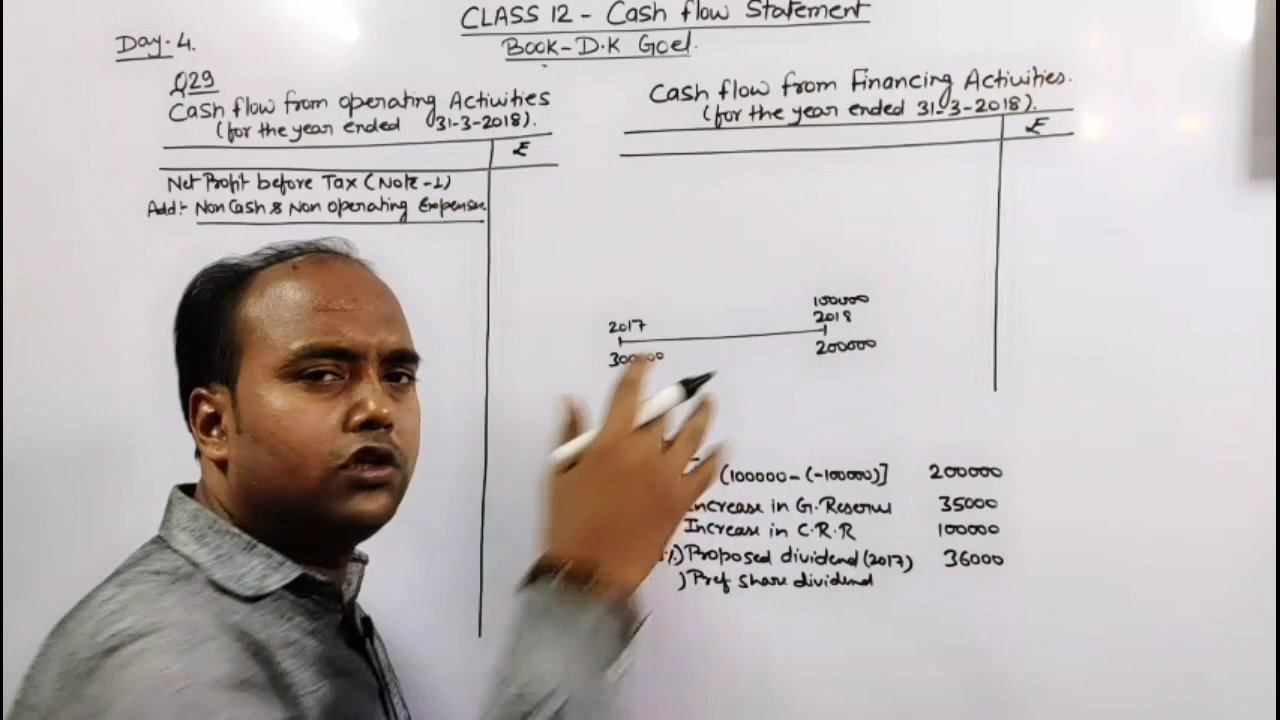 CLASS 12 - Cash flow Statement
Book-D.K Goel.
Day-4.
Q29
Cash flow from operating Activities
(for the year ended 31-3-2018).
₹
Net Profit before Tax (Note-1)
Add:- Non Cash & Non operating Expenses
Cash flow from Financing Activities.
(for the year ended 31-3-2018).
₹
100000
2017 2018
300000 200000
(100000-(-100000)] 200000
Increase in G. Reserve 35000
Increase in C.R.R 100000
%) Proposed dividend (2017) 36000
) Pref share dividend